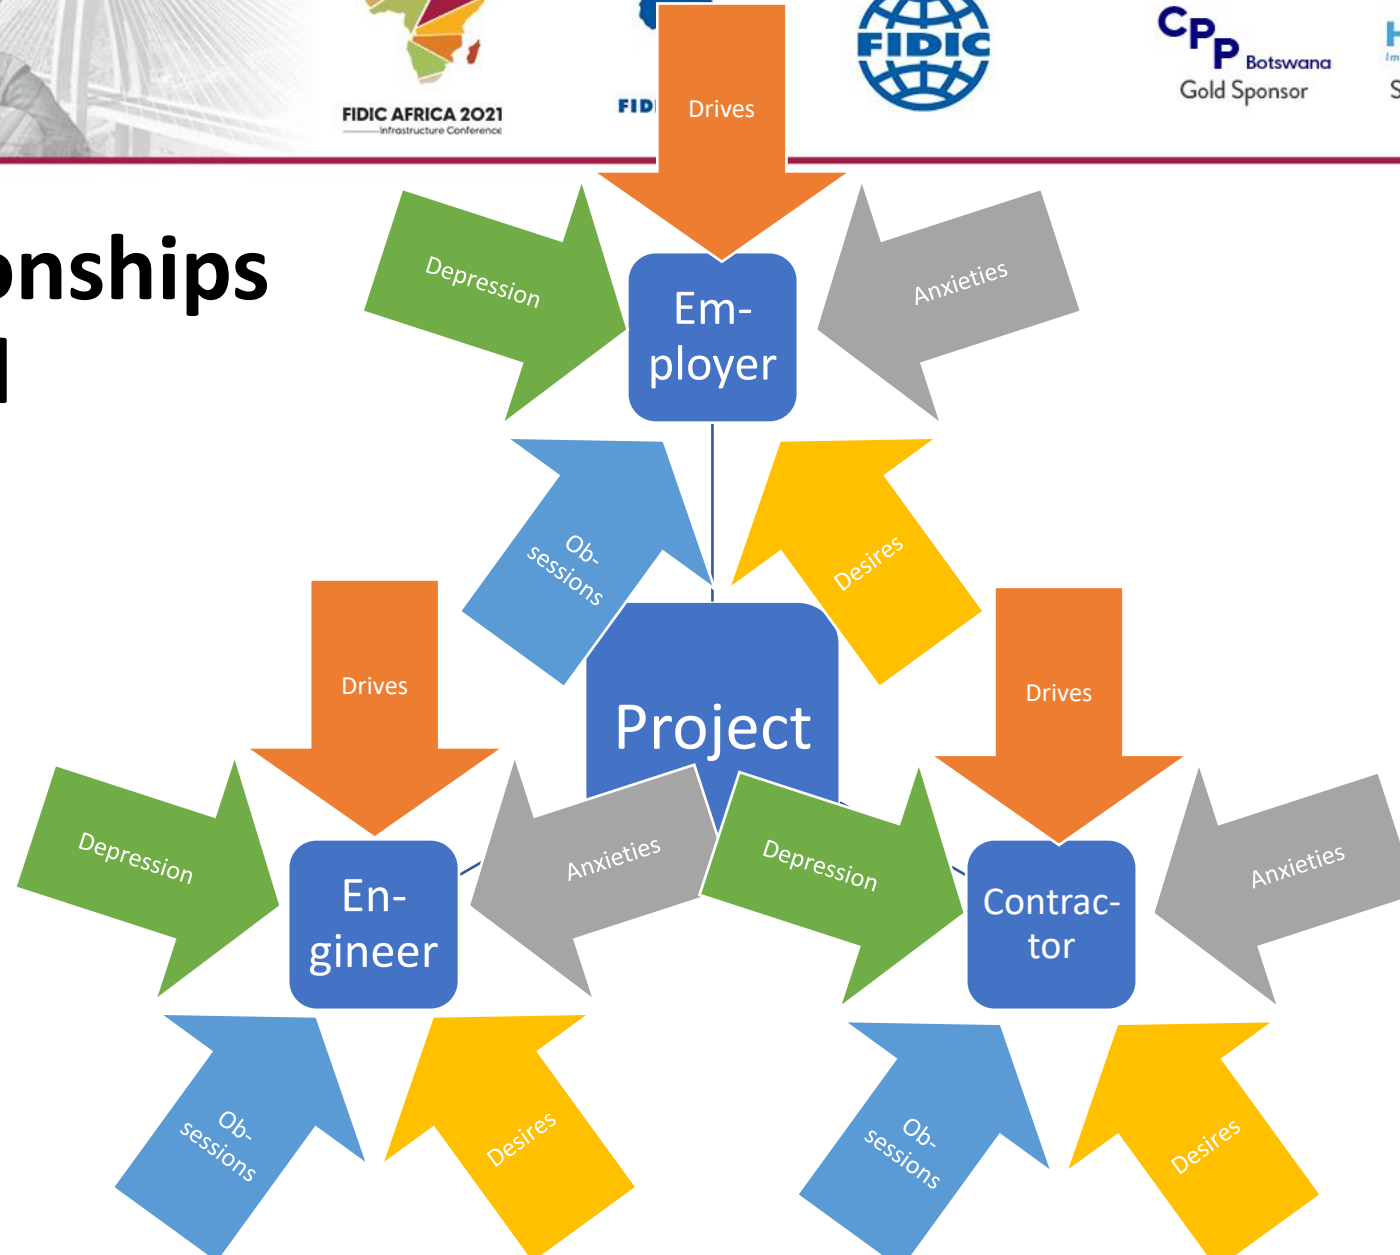 FIDIC AFRICA 2021
Infrastructure Conference
FIDIC
CPP Botswana
Gold Sponsor
Drives
onships
Depression
Em-
ployer
Anxieties
Ob-
sessions
Desires
Project
Drives
Depression
En-
gineer
Anxieties
Ob-
sessions
Desires
Drives
Depression
Contrac-
tor
Anxieties
Ob-
sessions
Desires